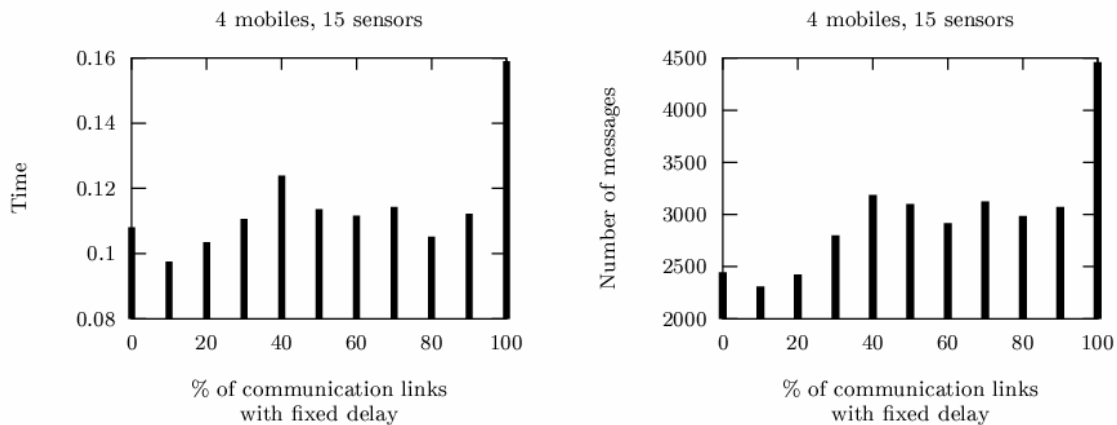 4 mobiles, 15 sensors
0.16
0.14
0.12
0.1
0.08
Time
0 20 40 60 80 100
% of communication links
with fixed delay
4 mobiles, 15 sensors
4500
4000
3500
3000
2500
2000
Number of messages
0 20 40 60 80 100
% of communication links
with fixed delay